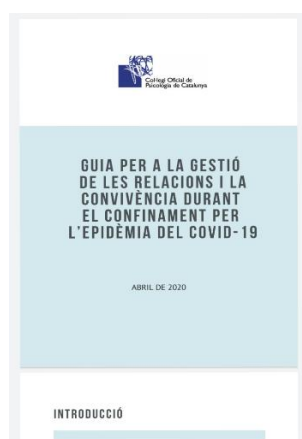 Col·legi Oficial de
Psicologia de Catalunya
GUIA PER A LA GESTIÓ
DE LES RELACIONS I LA
CONVIVÈNCIA DURANT
EL CONFINAMENT PER
L'EPIDÈMIA DEL COVID-19
ABRIL DE 2020
INTRODUCCIÓ